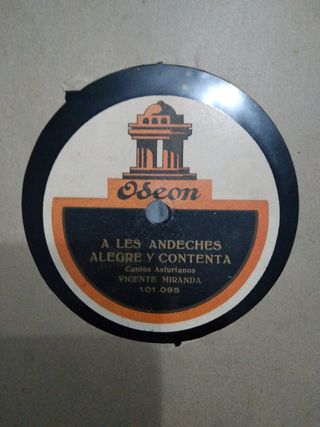 Odeon
A LES ANDECHES
ALEGRE Y CONTENTA
Cantos Asturianos
VICENTE MIRANDA
101.095